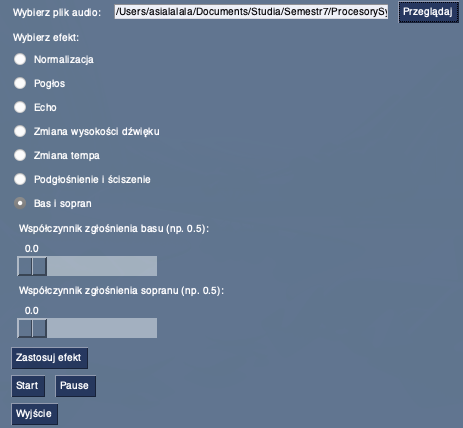 Wybierz plik audio: /Users/asialalala/Documents/Studia/Semestr7/ProcesorySy Przeglądaj
Wybierz efekt:
Normalizacja
Pogłos
Echo
Zmiana wysokości dźwięku
Zmiana tempa
Podgłośnienie i ściszenie
Bas i sopran
Współczynnik zgłośnienia basu (np. 0.5):
0.0
Współczynnik zgłośnienia sopranu (np. 0.5):
0.0
Zastosuj efekt
Start Pause
Wyjście